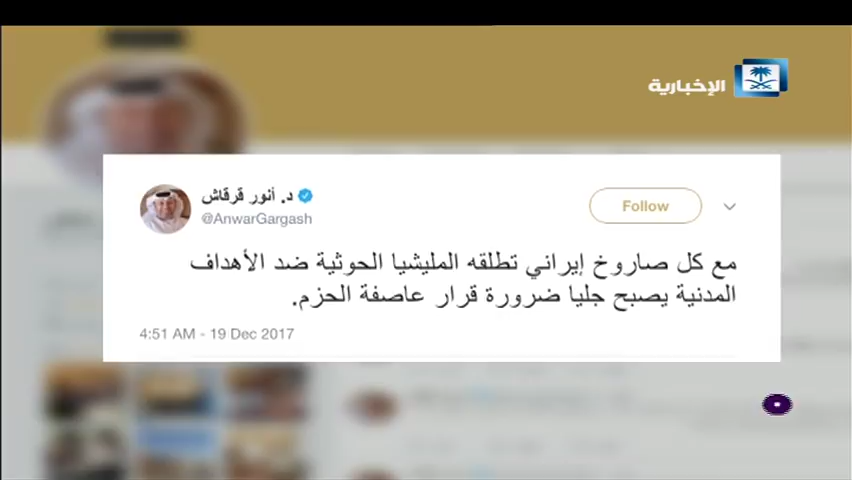 الإخبارية
د. أنور قرقاش
@AnwarGargash
Follow
مع كل صاروخ إيراني تطلقه المليشيا الحوثية ضد الأهداف
المدنية يصبح جليا ضرورة قرار عاصفة الحزم.
4:51 AM - 19 Dec 2017